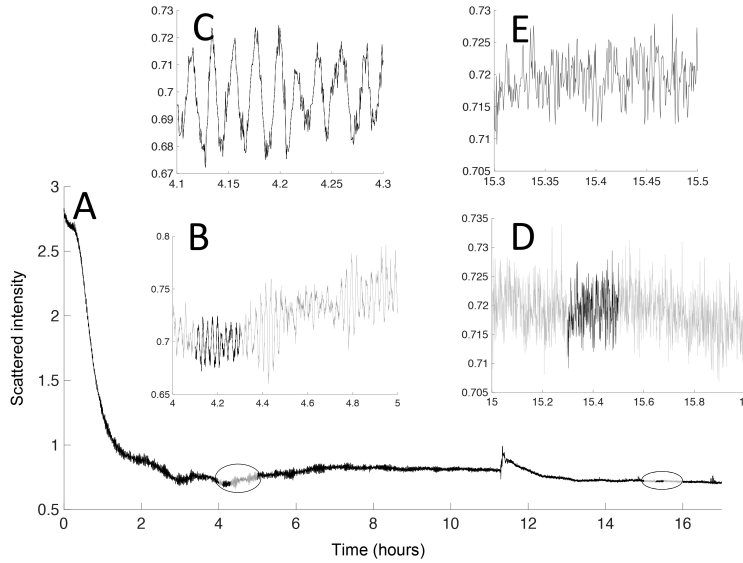 C
0.73
0.72
0.71
0.7
0.69
0.68
0.67
4.1 4.15 4.2 4.25 4.3
E
0.73
0.725
0.72
0.715
0.71
0.705
15.3 15.35 15.4 15.45 15.5
A
3
2.5
2
1.5
1
0.5
0 2 4 6 8 10 12 14 16
Scattered intensity
Time (hours)
B
0.8
0.75
0.7
0.65
4 4.2 4.4 4.6 4.8 5
D
0.735
0.73
0.725
0.72
0.715
0.71
0.705
15 15.2 15.4 15.6 15.8 1